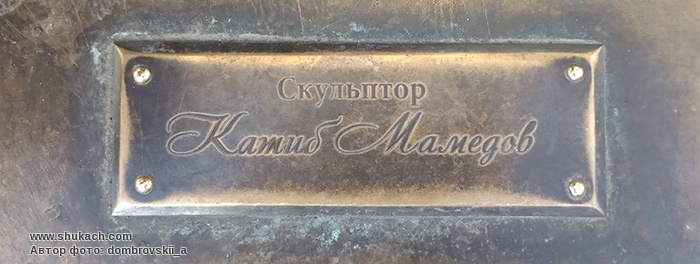 Скульптор
Катиб Мамедов
www.shukach.com
Автор фото: dombrovskii_a